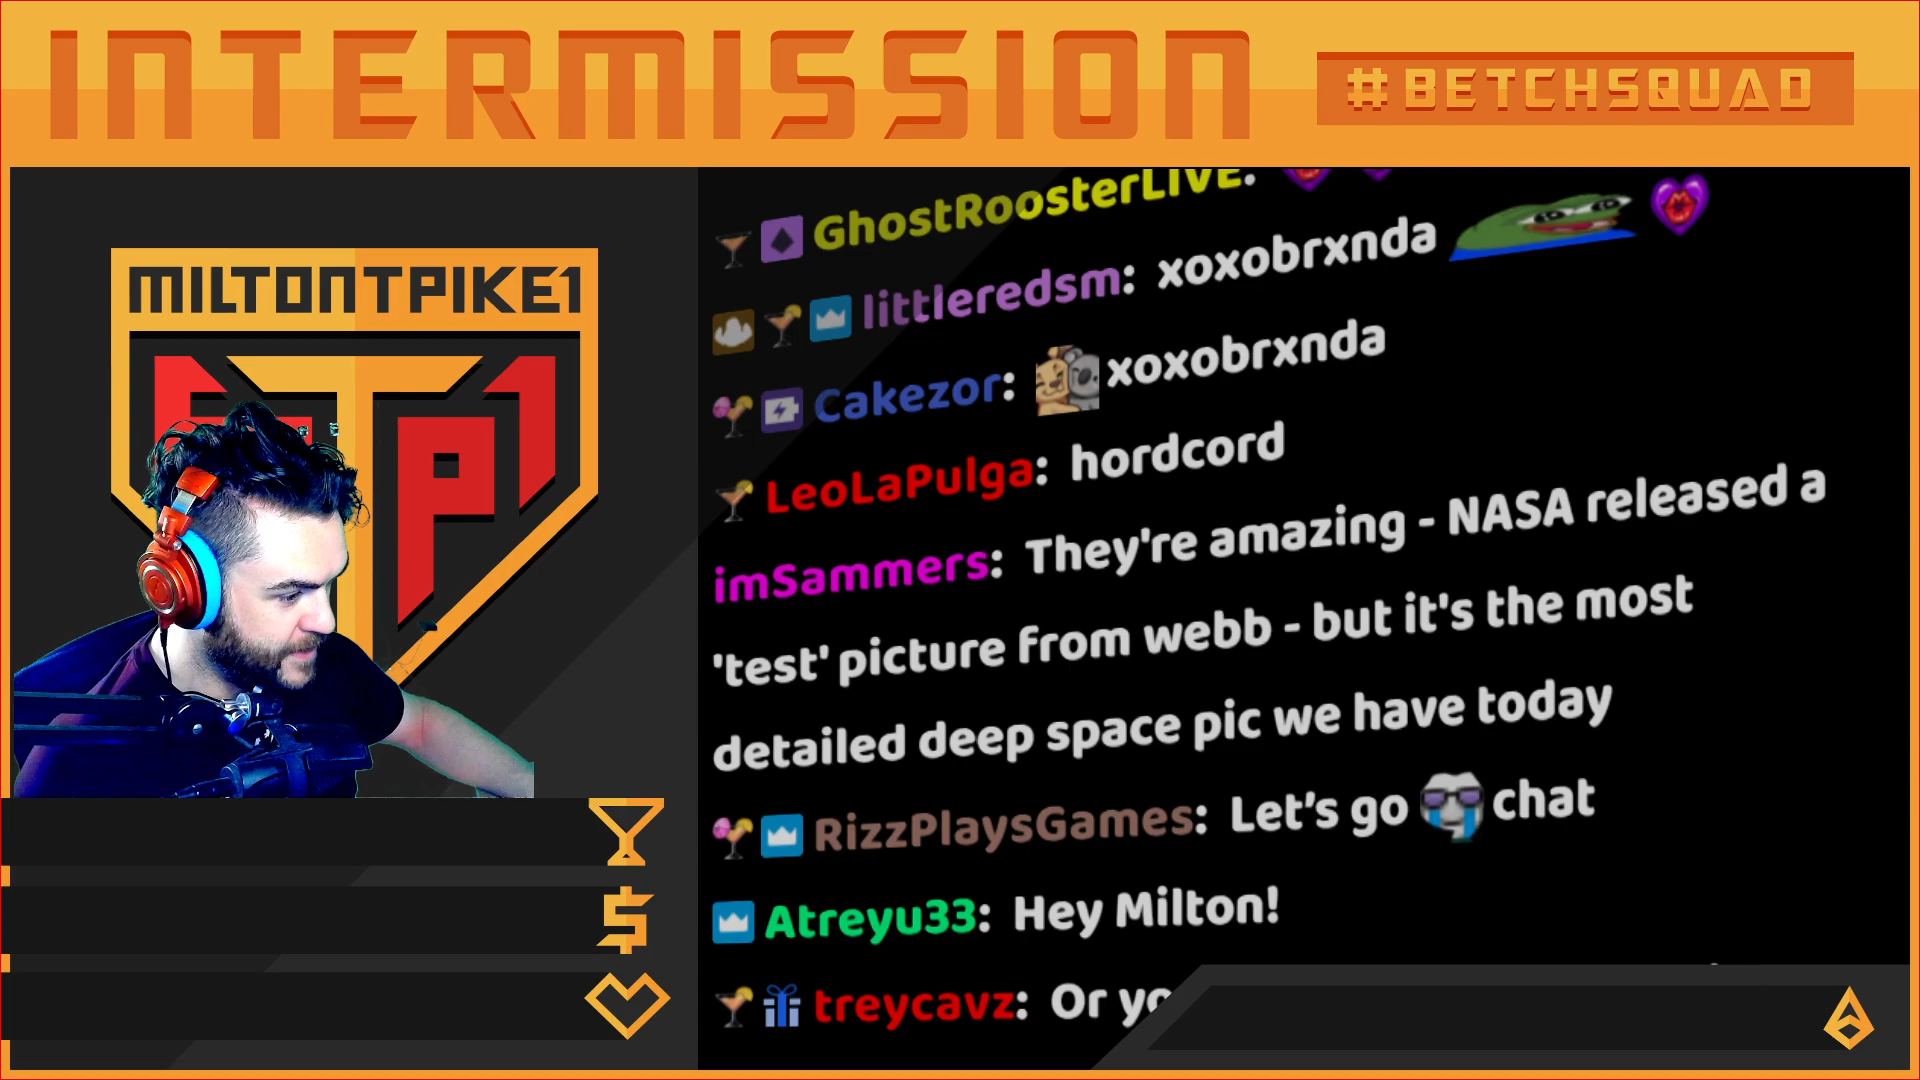 INTERMISSION
#BETCHSQUAD
MILTONTPIKE1
GhostRoosterLIVE:
littleredsm: xoxobrxnda
Cakezor: xoxobrxnda
LeoLaPulga: hordcord
imSammers: They're amazing - NASA released a
'test' picture from webb - but it's the most
detailed deep space pic we have today
RizzPlaysGames: Let's go chat
Atreyu33: Hey Milton!
treycavz: Or